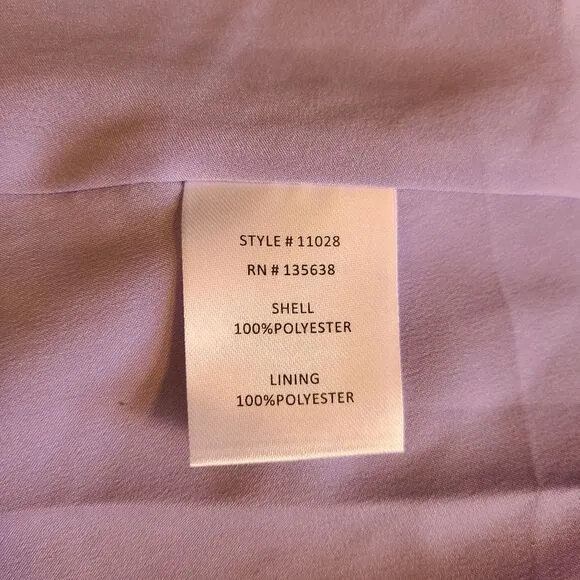 STYLE # 11028
RN # 135638
SHELL
100%POLYESTER
LINING
100%POLYESTER